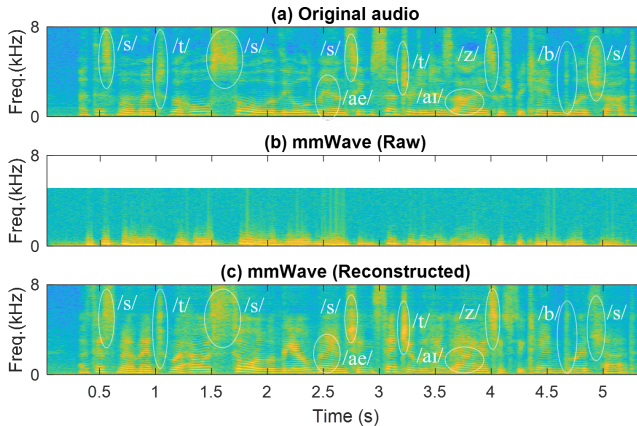 (a) Original audio
8
Freq.(kHz)
0
/s/ /t/ /s/ /s/ /t/ /z/ /b/ /s/
/ae/ /aɪ/
(b) mmWave (Raw)
8
Freq.(kHz)
0
(c) mmWave (Reconstructed)
8
Freq.(kHz)
0
/s/ /t/ /s/ /s/ /t/ /z/ /b/ /s/
/ae/ /aɪ/
0.5 1 1.5 2 2.5 3 3.5 4 4.5 5
Time (s)